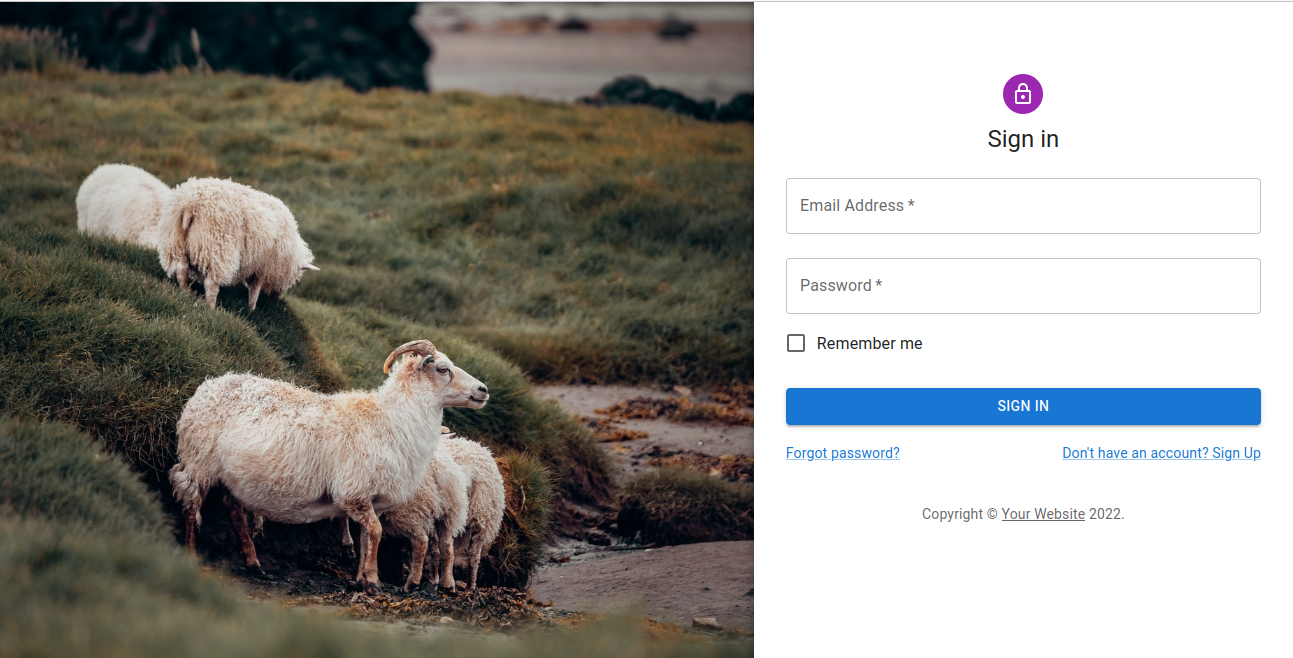 Sign in
Email Address *
Password *
Remember me
SIGN IN
Forgot password?
Don't have an account? Sign Up
Copyright © Your Website 2022.